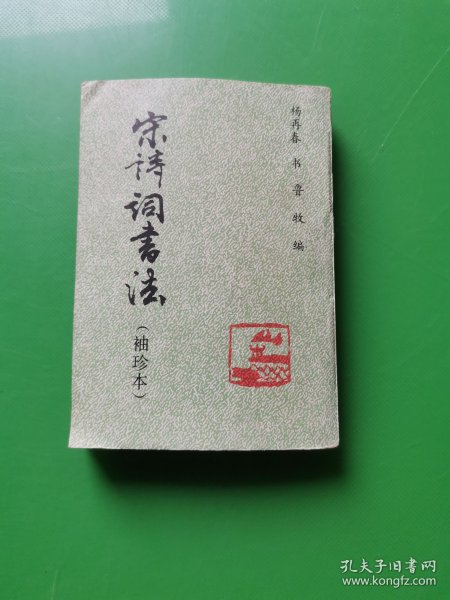 杨再春 书 鲁牧 编
宋诗词书法
(袖珍本)
孔夫子旧书网
www.kongfz.com